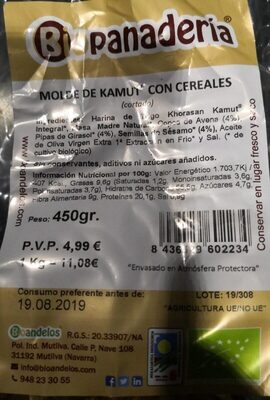 Biopanadería®
MOLDE DE KAMUT® CON CEREALES
(cortado)
Ingredientes: Harina de Trigo Khorasan Kamut®
Integral*, Masa Madre Natural*, Copos de Avena (4%),
Pipas de Girasol* (4%), Semillas de Sésamo* (4%), Aceite
de Oliva Virgen Extra 1ª Extracción en Frío* y Sal. (* de
cultivo biológico)
Sin conservantes, aditivos ni azúcares añadidos.
Información Nutricional por 100g: Valor Energético 1.703,7Kj /
407 Kcal., Grasas 9,6g (Saturadas 1,2g, Monoinsaturadas 3,6g,
Poliinsaturadas 3,7g), Hidratos de Carbono Azúcares 4,7g,
Fibra Alimentaria 9g, Proteínas 20,1g, Sal
Peso: 450gr.
P.V.P. 4,99 €
1 Kg = 11,08€
602234
"Envasado en Atmósfera Protectora"
www.bioandelos.com
Conservar en lugar fresco y seco
Consumo preferente antes de:
19.08.2019
LOTE: 19/308
"AGRICULTURA UE/NO UE"
Bioandelos
R.G.S.: 20.33907/NA
Pol. Ind. Mutilva. Calle P, Nave 108
31192 Mutilva (Navarra)
info@bioandelos.com
948 23 30 55